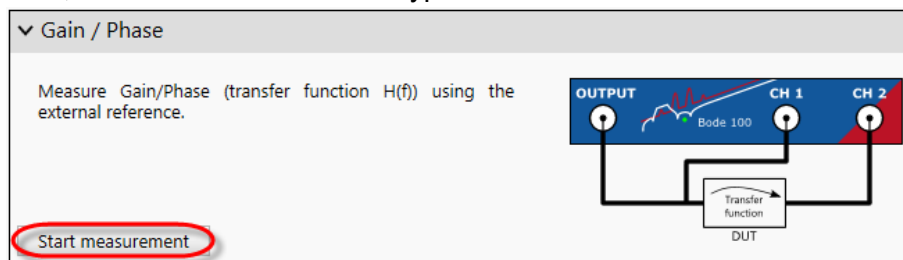 Gain / Phase
Measure Gain/Phase (transfer function H(f)) using the
external reference.
OUTPUT
CH 1
CH 2
Bode 100
Transfer
function
DUT
Start measurement